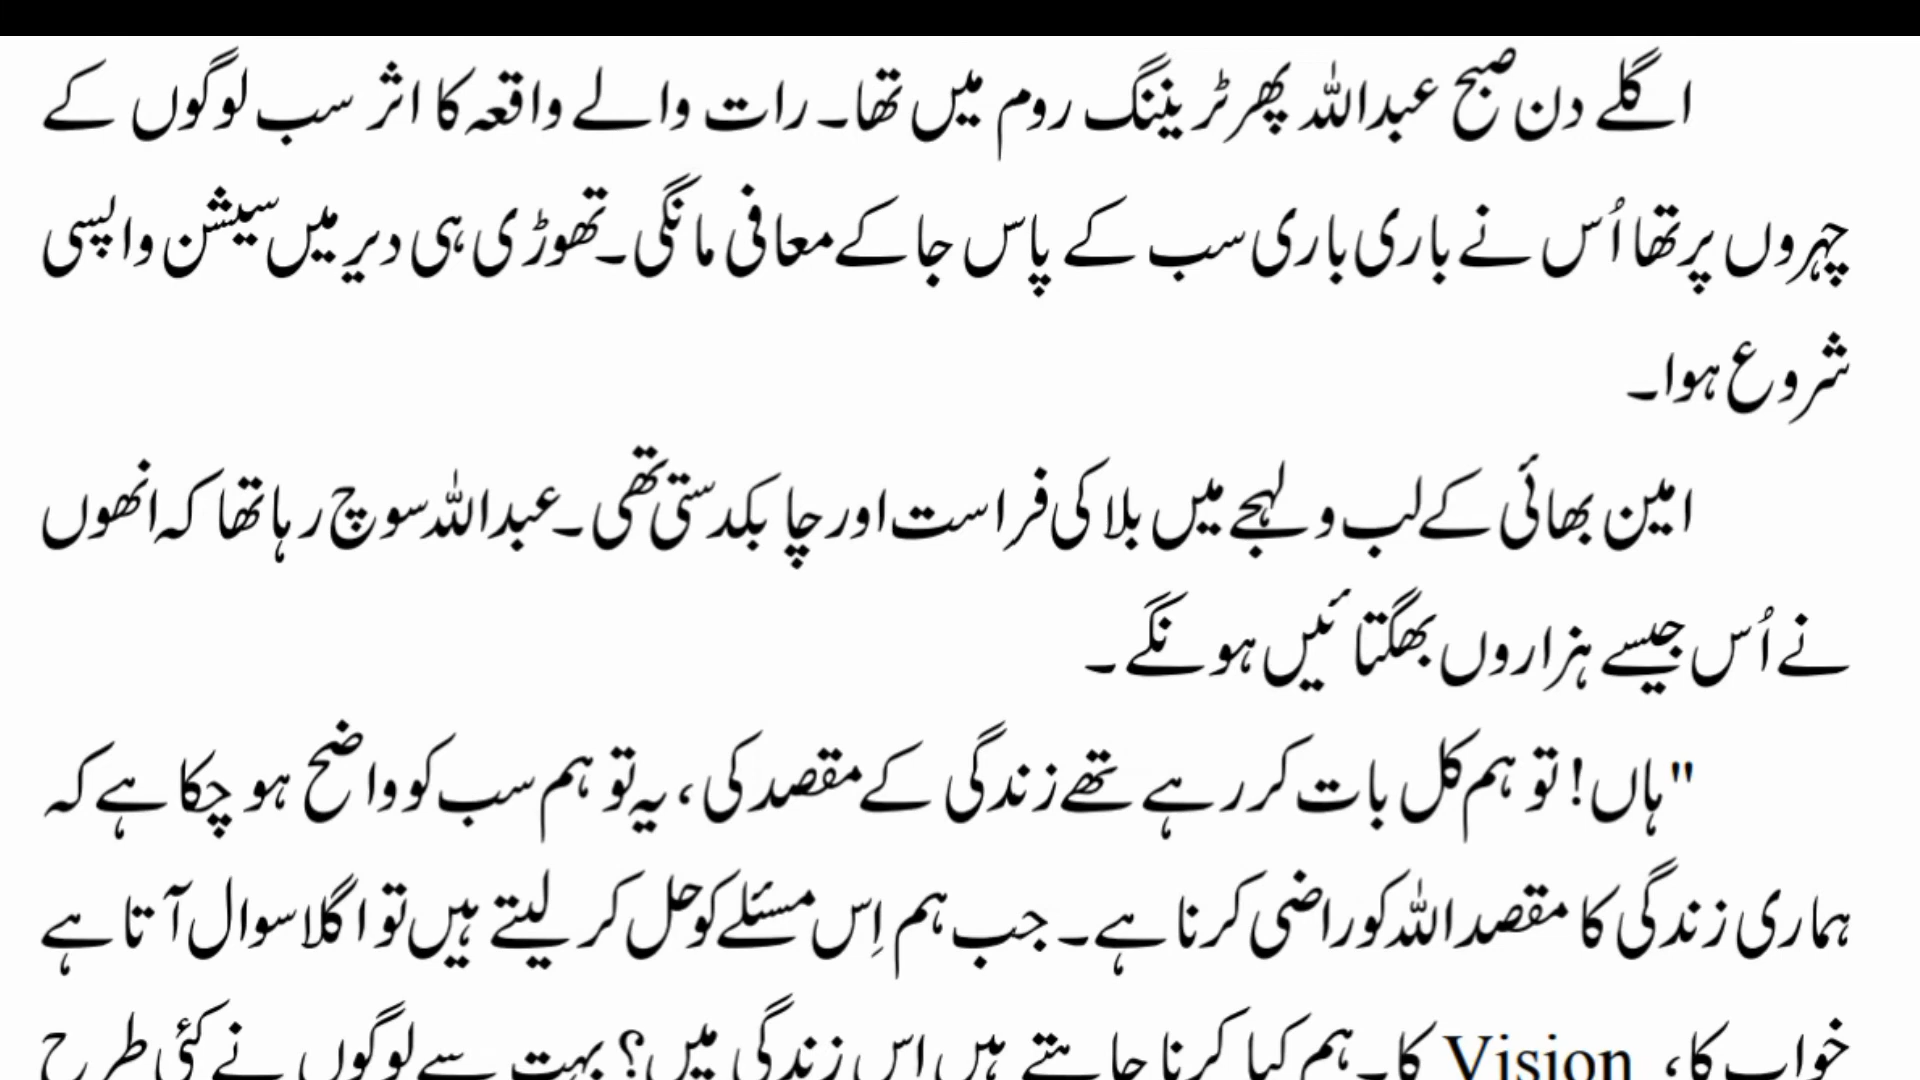 اگلے دن صبح عبداللہ پھر ٹریننگ روم میں تھا۔ رات والے واقعہ کا اثر سب لوگوں کے
چہروں پر تھا اُس نے باری باری سب کے پاس جا کے معافی مانگی۔ تھوڑی ہی دیر میں سیشن واپسی
شروع ہوا۔
امین بھائی کے لب و لہجے میں بلا کی فراست اور چابکدستی تھی۔ عبداللہ سوچ رہا تھا کہ انھوں
نے اُس جیسے ہزاروں بھگتائیں ہونگے۔
"ہاں! تو ہم کل بات کر رہے تھے زندگی کے مقصد کی، یہ تو ہم سب کو واضح ہو چکا ہے کہ
ہماری زندگی کا مقصد اللہ کو راضی کرنا ہے۔ جب ہم اِس مسئلے کو حل کر لیتے ہیں تو اگلا سوال آتا ہے
خواب کا، Vision کا۔ ہم کیا کرنا چاہتے ہیں اس زندگی میں؟ بہت سے لوگوں نے کئی طرح